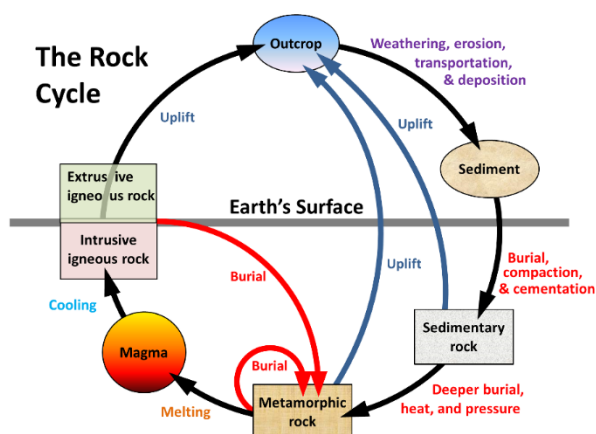 The Rock
Cycle
Outcrop
Weathering, erosion,
transportation,
& deposition
Uplift
Uplift
Sediment
Extrusive
igneous rock
Earth's Surface
Intrusive
igneous rock
Burial
Uplift
Burial,
compaction,
& cementation
Cooling
Sedimentary
rock
Magma
Burial
Melting
Metamorphic
rock
Deeper burial,
heat, and pressure